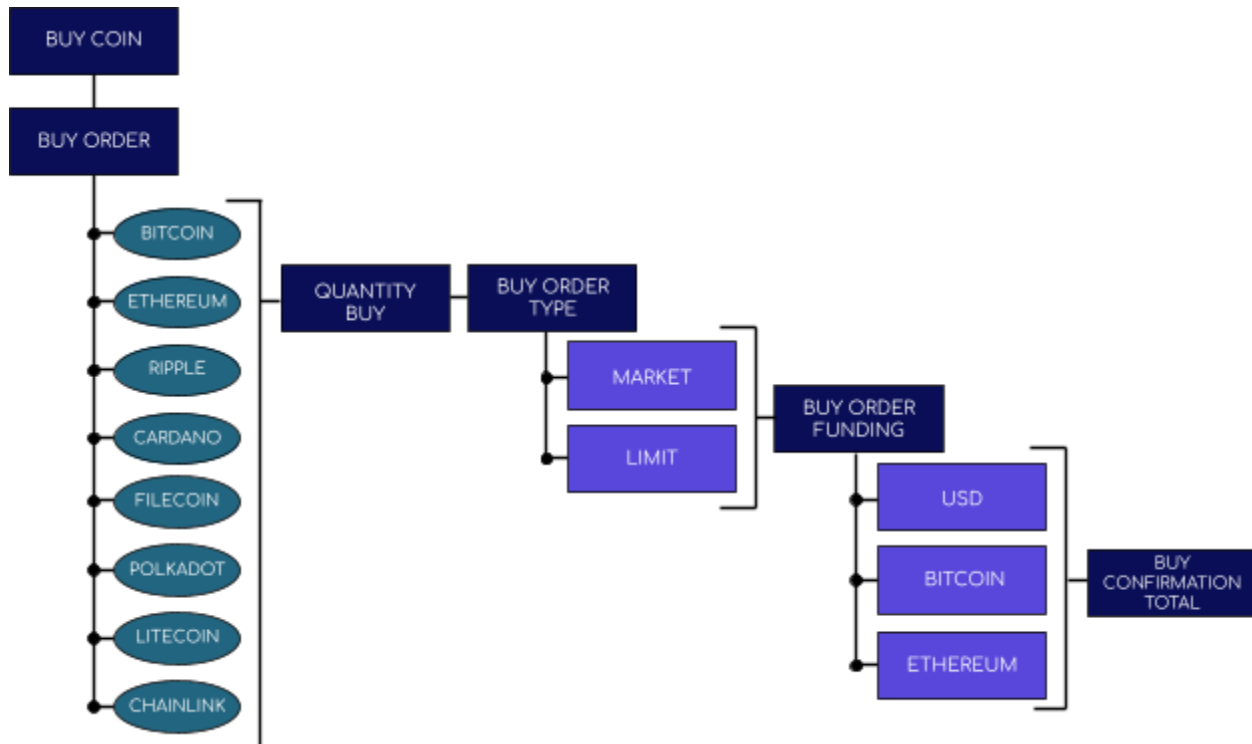 BUY COIN
BUY ORDER
BITCOIN
ETHEREUM
RIPPLE
CARDANO
FILECOIN
POLKADOT
LITECOIN
CHAINLINK
QUANTITY
BUY
BUY ORDER
TYPE
MARKET
LIMIT
BUY ORDER
FUNDING
USD
BITCOIN
ETHEREUM
BUY
CONFIRMATION
TOTAL